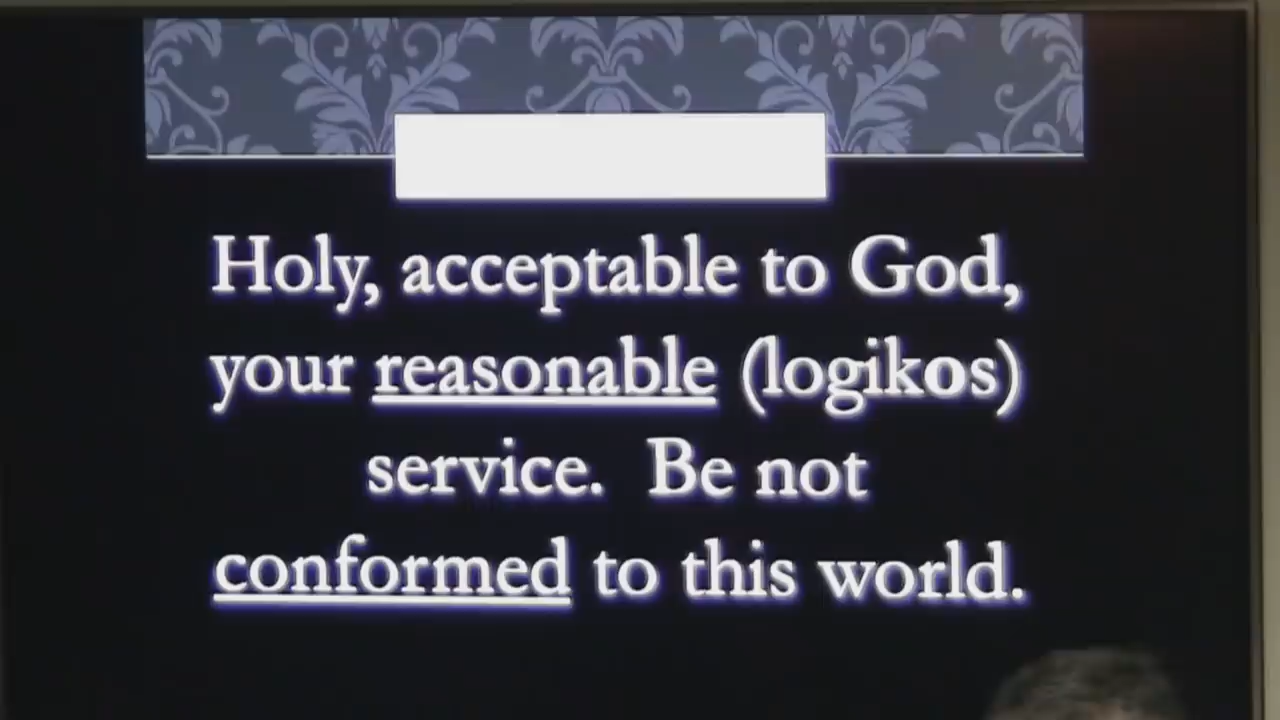 Holy, acceptable to God,
your reasonable (logikos)
service. Be not
conformed to this world.